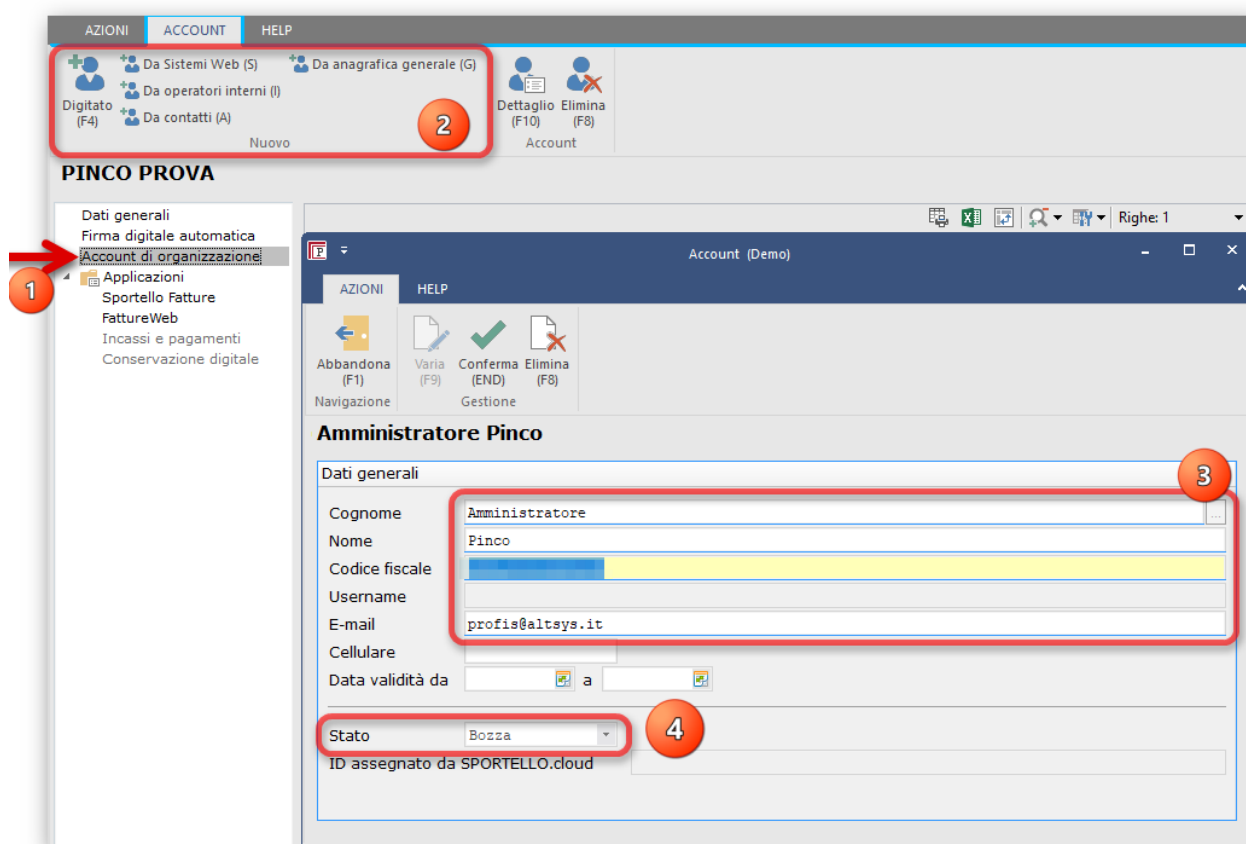 AZIONI ACCOUNT HELP
Da Sistemi Web (S) Da anagrafica generale (G)
Da operatori interni (I)
Da contatti (A)
Digitato
(F4)
Nuovo
2
Dettaglio
(F10)
Elimina
(F8)
Account
PINCO PROVA
Dati generali
Firma digitale automatica
Account di organizzazione
1
Applicazioni
Sportello Fatture
FattureWeb
Incassi e pagamenti
Conservazione digitale
Righe: 1
P
Account (Demo)
AZIONI HELP
Abbandona
(F1)
Navigazione
Varia
(F9)
Conferma
(END)
Elimina
(F8)
Gestione
Amministratore Pinco
Dati generali
3
Cognome Amministratore ...
Nome Pinco
Codice fiscale
Username
E-mail profis@altsys.it
Cellulare
Data validità da a
Stato Bozza
4
ID assegnato da SPORTELLO.cloud